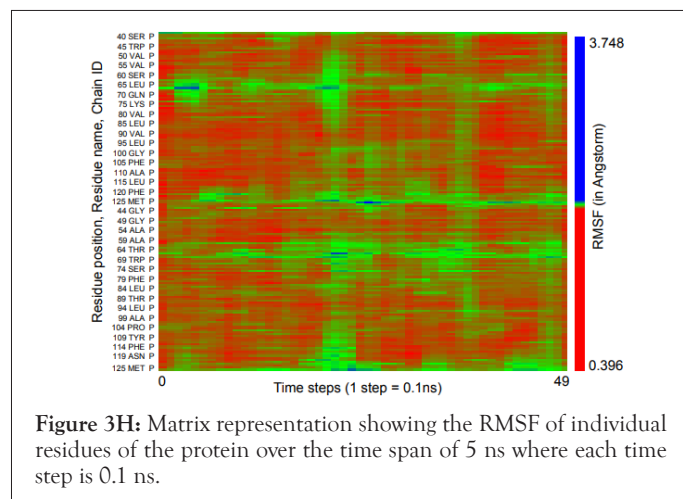 Residue position, Residue name, Chain ID
40 SER P
45 TRP P
50 VAL P
55 VAL P
60 SER P
65 LEU P
70 GLN P
75 LYS P
80 VAL P
85 LEU P
90 VAL P
95 LEU P
100 GLY P
105 PHE P
110 ALA P
115 LEU P
120 PHE P
125 MET P
44 GLY P
49 GLY P
54 ALA P
59 ALA P
64 THR P
69 TRP P
74 SER P
79 PHE P
84 LEU P
89 THR P
94 LEU P
99 ALA P
104 PRO P
109 TYR P
114 PHE P
119 ASN P
125 MET P
0
Time steps (1 step = 0.1ns)
49
3.748
RMSF (in Angstorm)
0.396
Figure 3H: Matrix representation showing the RMSF of individual
residues of the protein over the time span of 5 ns where each time
step is 0.1 ns.